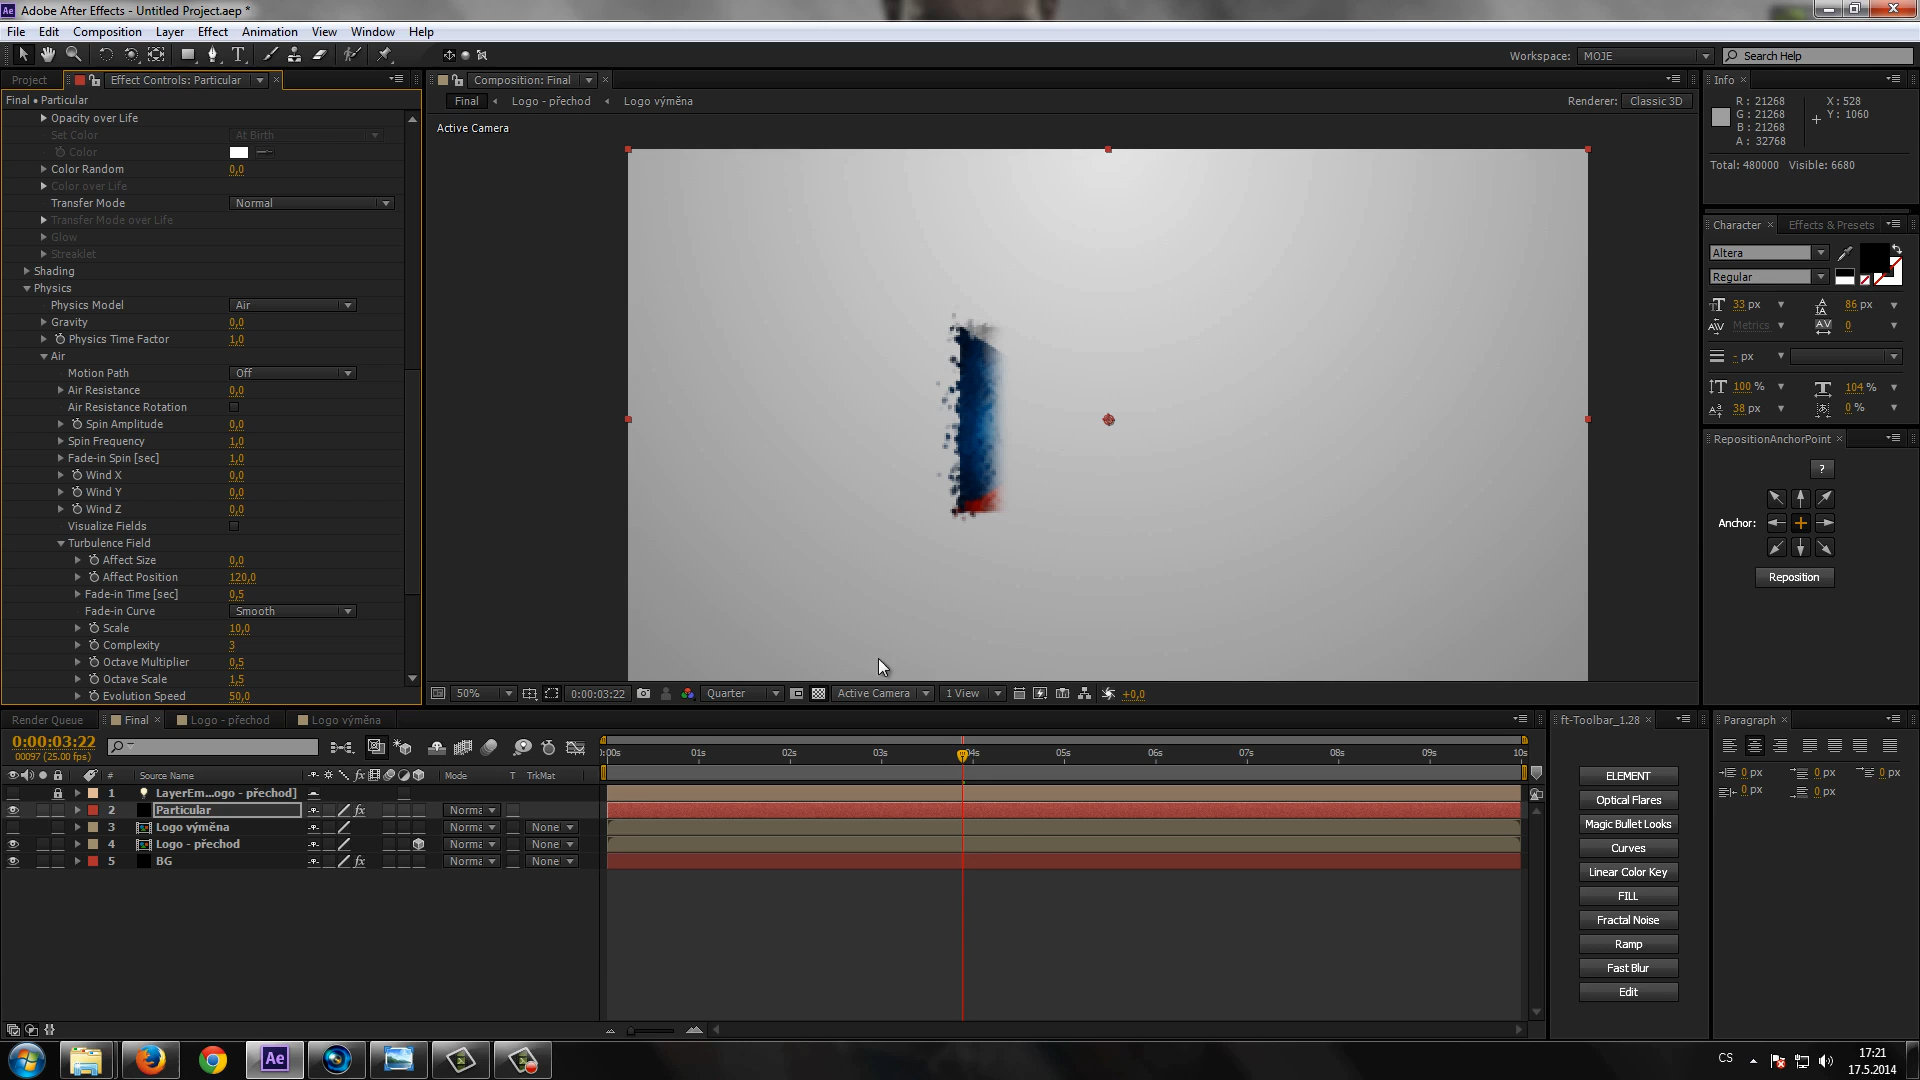 Adobe After Effects - Untitled Project.aep *
File Edit Composition Layer Effect Animation View Window Help
Workspace: MOJE Search Help
Project Effect Controls: Particular
Final • Particular
Opacity over Life
Set Color At Birth
Color
Color Random 0,0
Color over Life
Transfer Mode Normal
Transfer Mode over Life
Glow
Streaklet
Shading
Physics
Physics Model Air
Gravity 0,0
Physics Time Factor 1,0
Air
Motion Path Off
Air Resistance 0,0
Air Resistance Rotation
Spin Amplitude 0,0
Spin Frequency 1,0
Fade-in Spin [sec] 1,0
Wind X 0,0
Wind Y 0,0
Wind Z 0,0
Visualize Fields
Turbulence Field
Affect Size 0,0
Affect Position 120,0
Fade-in Time [sec] 0,5
Fade-in Curve Smooth
Scale 10,0
Complexity 3
Octave Multiplier 0,5
Octave Scale 1,5
Evolution Speed 50,0
Composition: Final
Final Logo - přechod Logo výměna
Renderer: Classic 3D
Active Camera
50% 0:00:03:22 Quarter Active Camera 1 View +0,0
Info
R: 21268 X: 528
G: 21268 Y: 1060
B: 21268
A: 32768
Total: 480000 Visible: 6680
Character Effects & Presets
Altera
Regular
33 px 86 px
Metrics 0
- px
100 % 104 %
38 px 0 %
RepositionAnchorPoint
?
Anchor:
Reposition
Render Queue Final Logo - přechod Logo výměna
0:00:03:22
00097 (25.00 fps)
:00s 01s 02s 03s 04s 05s 06s 07s 08s 09s 10s
# Source Name Mode T TrkMat
1 LayerEm...ogo - přechod]
2 Particular Norma
3 Logo výměna Norma None
4 Logo - přechod Norma None
5 BG Norma None
ft-Toolbar_1.28
ELEMENT
Optical Flares
Magic Bullet Looks
Curves
Linear Color Key
FILL
Fractal Noise
Ramp
Fast Blur
Edit
Paragraph
0 px 0 px 0 px
0 px 0 px
CS 17:21
17.5.2014